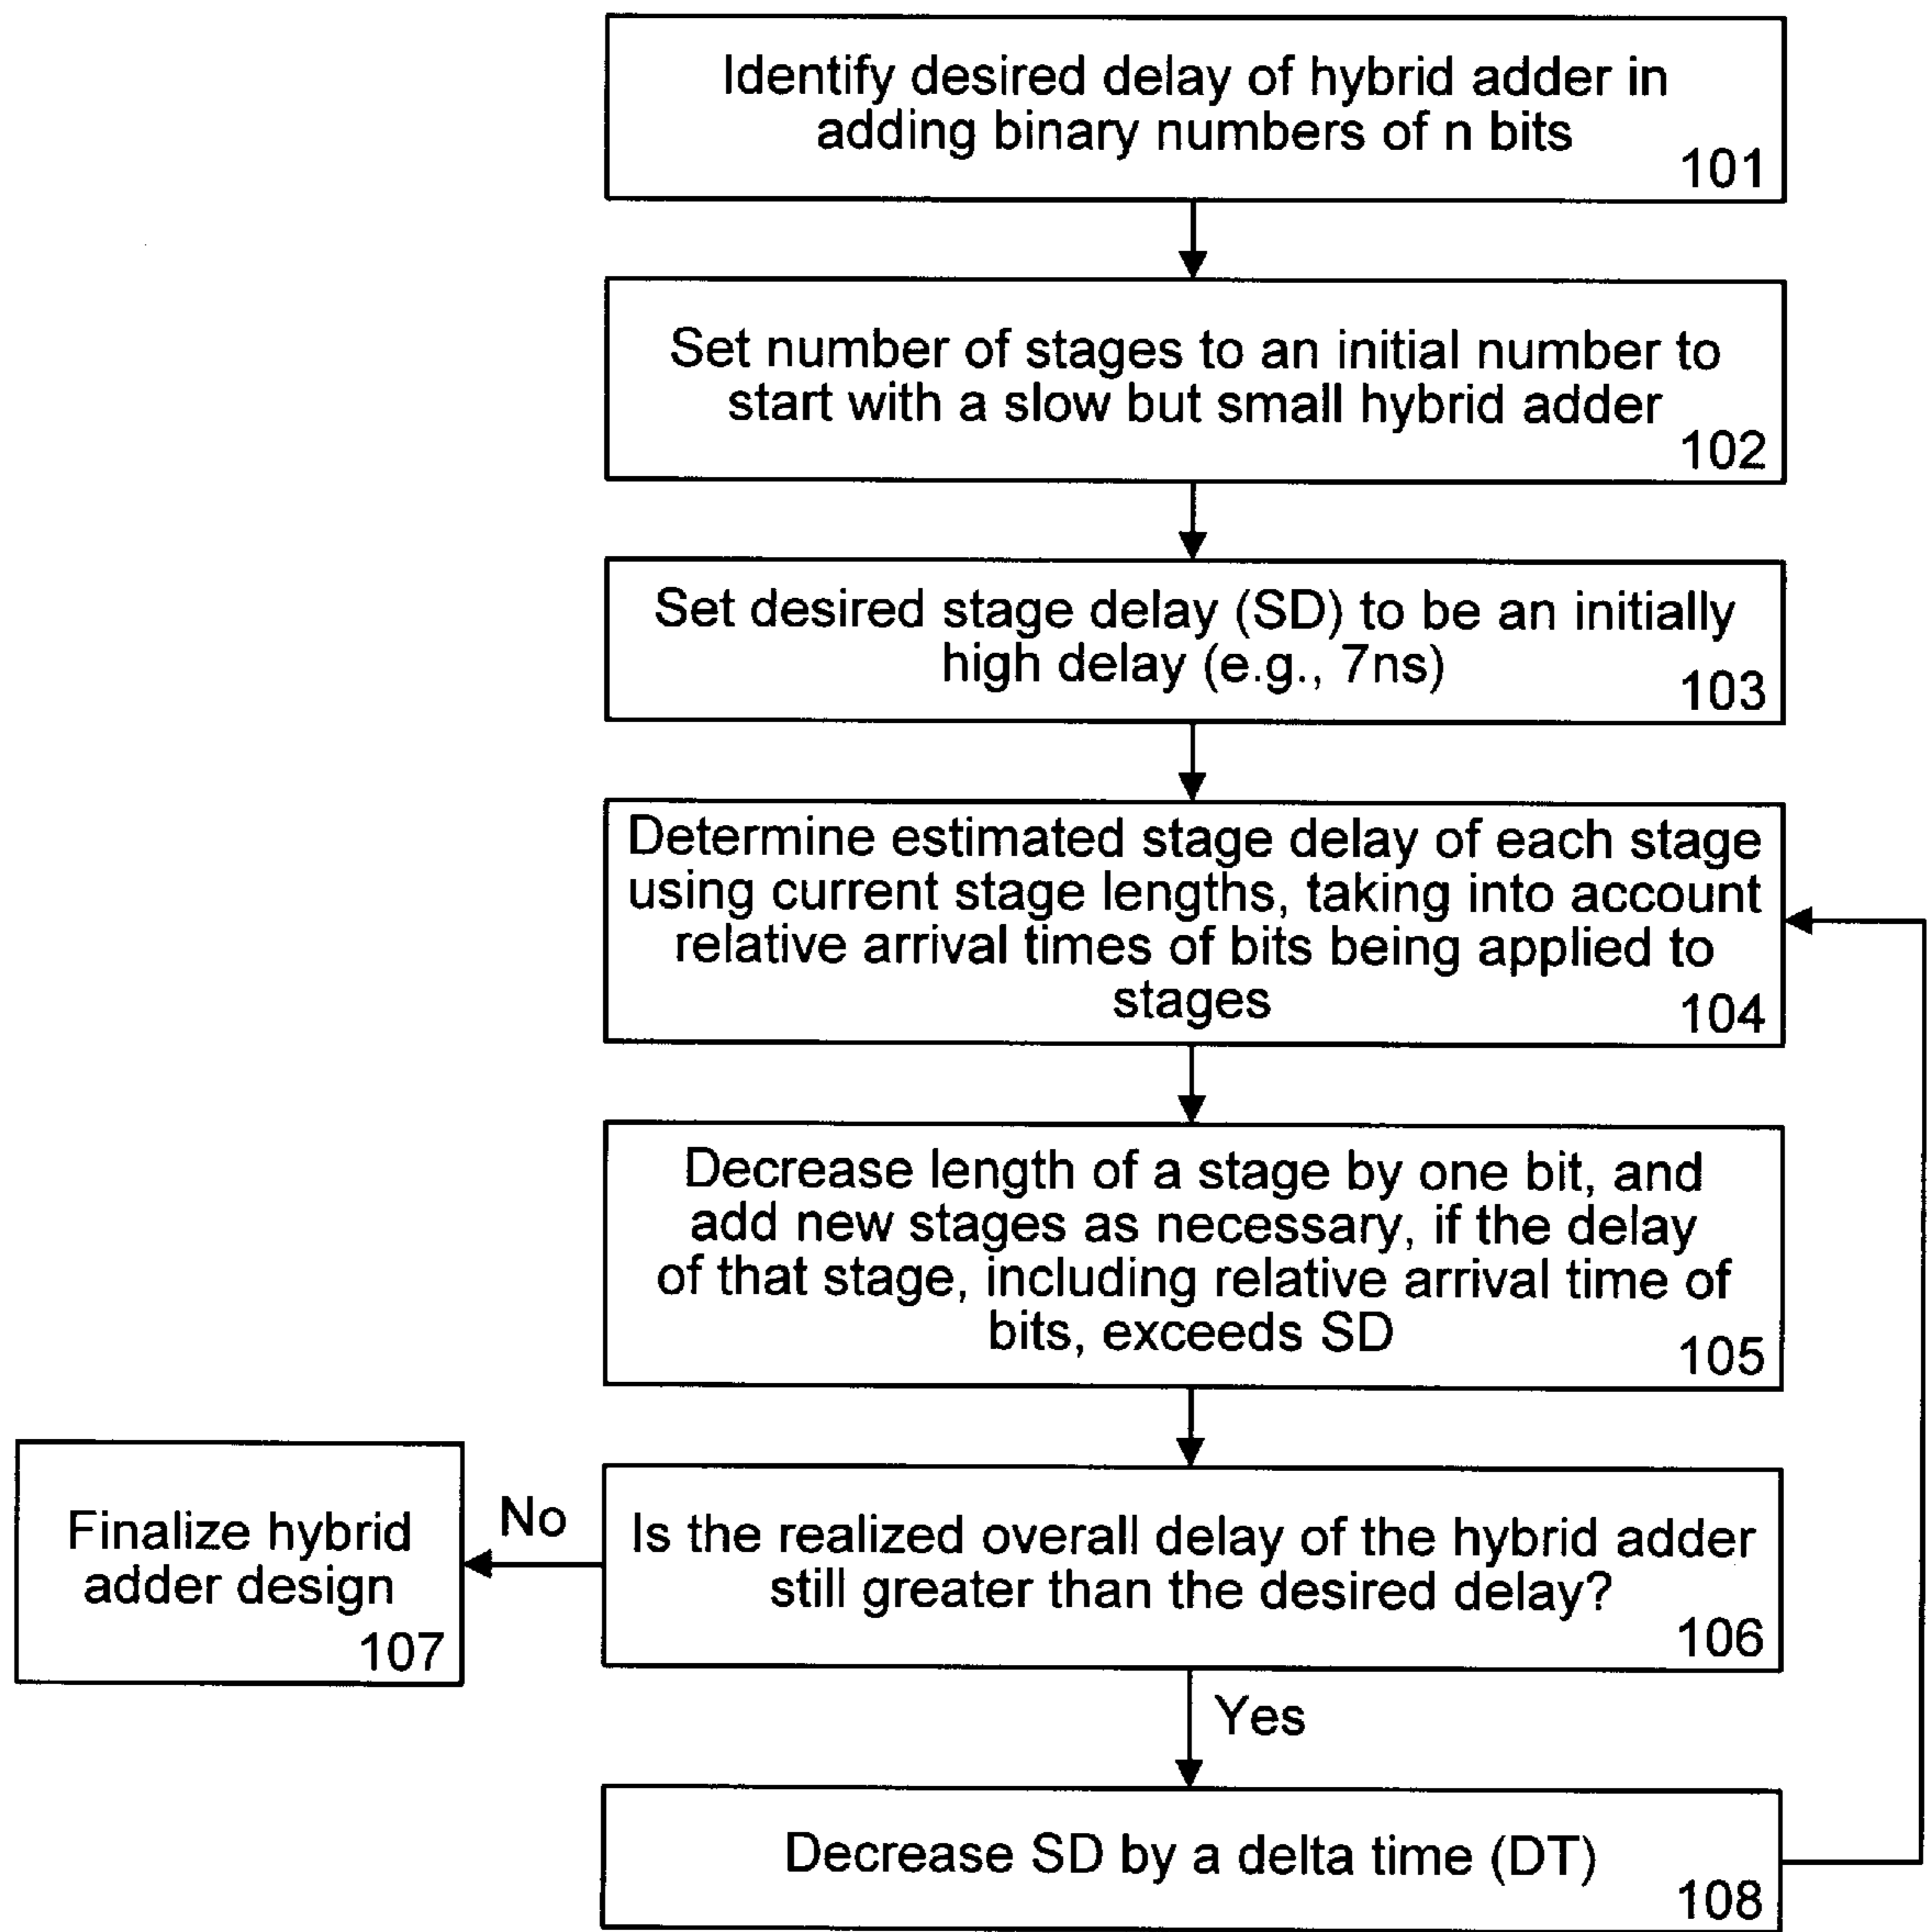 Identify desired delay of hybrid adder in
adding binary numbers of n bits
101
Set number of stages to an initial number to
start with a slow but small hybrid adder
102
Set desired stage delay (SD) to be an initially
high delay (e.g., 7ns)
103
Determine estimated stage delay of each stage
using current stage lengths, taking into account
relative arrival times of bits being applied to
stages
104
Decrease length of a stage by one bit, and
add new stages as necessary, if the delay
of that stage, including relative arrival time of
bits, exceeds SD
105
Is the realized overall delay of the hybrid adder
still greater than the desired delay?
106
No
Finalize hybrid
adder design
107
Yes
Decrease SD by a delta time (DT)
108